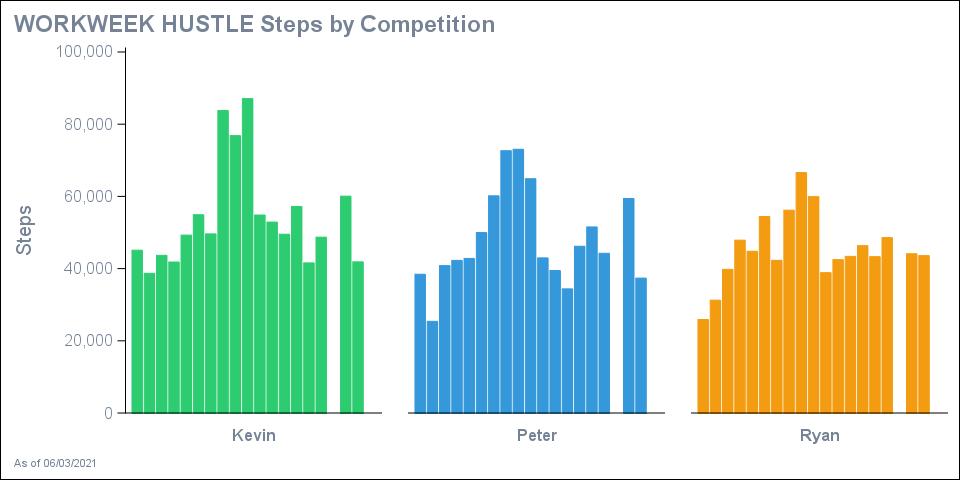 WORKWEEK HUSTLE Steps by Competition
100,000
80,000
60,000
40,000
20,000
0
Steps
Kevin
Peter
Ryan
As of 06/03/2021